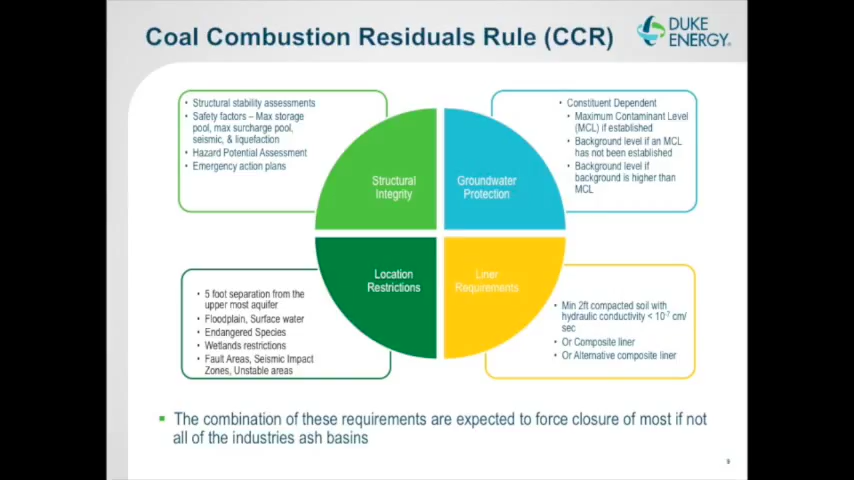 Coal Combustion Residuals Rule (CCR)
DUKE
ENERGY®
• Structural stability assessments
• Safety factors – Max storage
pool, max surcharge pool,
seismic, & liquefaction
• Hazard Potential Assessment
• Emergency action plans
• Constituent Dependent
• Maximum Contaminant Level
(MCL) if established
• Background level if an MCL
has not been established
• Background level if
background is higher than
MCL
Structural
Integrity
Groundwater
Protection
Location
Restrictions
Liner
Requirements
• 5 foot separation from the
upper most aquifer
• Floodplain, Surface water
• Endangered Species
• Wetlands restrictions
• Fault Areas, Seismic Impact
Zones, Unstable areas
• Min 2ft compacted soil with
hydraulic conductivity < 10⁻⁷ cm/
sec
• Or Composite liner
• Or Alternative composite liner
▪ The combination of these requirements are expected to force closure of most if not
all of the industries ash basins
9